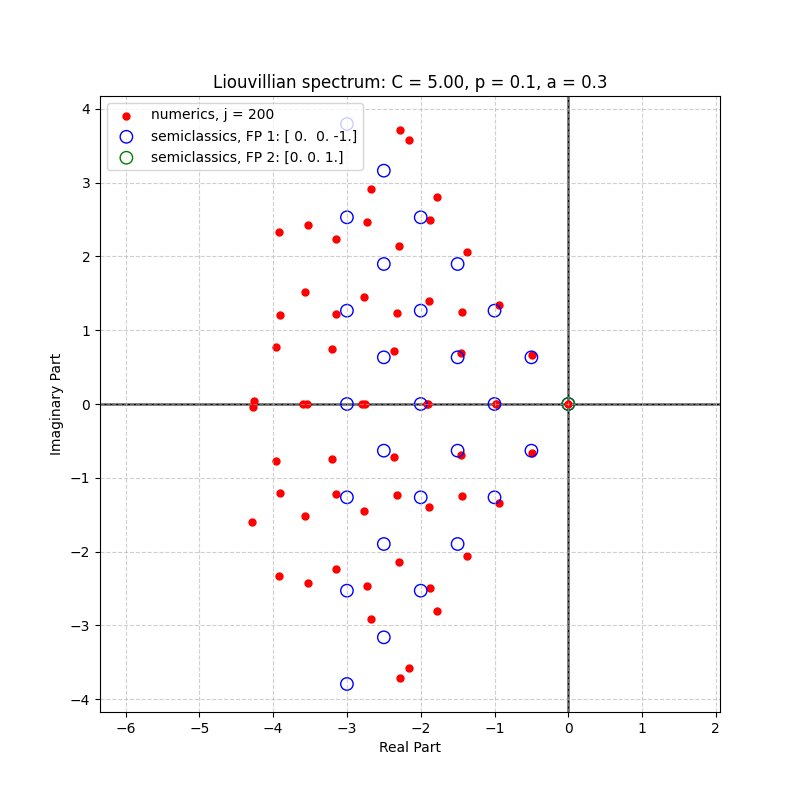 Liouvillian spectrum: C = 5.00, p = 0.1, a = 0.3
numerics, j = 200
semiclassics, FP 1: [ 0.  0. -1.]
semiclassics, FP 2: [0. 0. 1.]
Imaginary Part
4
3
2
1
0
−1
−2
−3
−4
−6 −5 −4 −3 −2 −1 0 1 2
Real Part